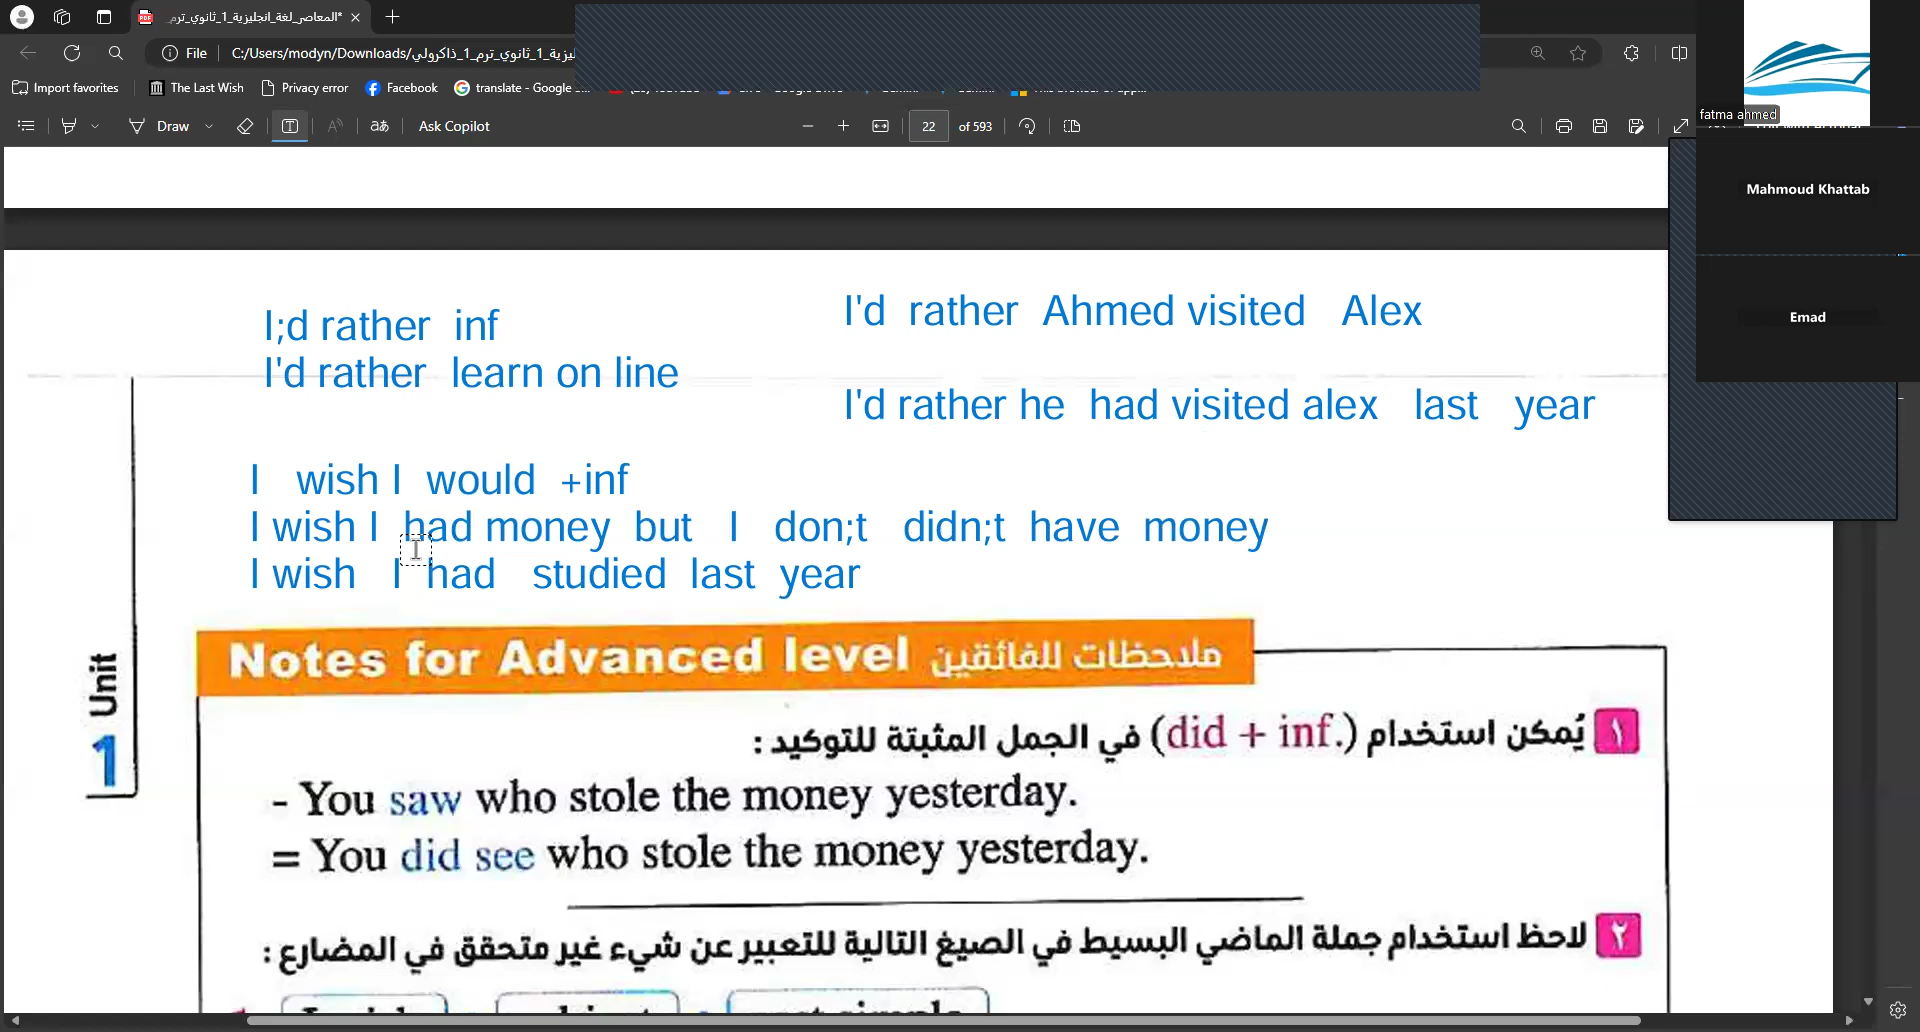 *المعاصر_لغة_انجليزية_1_ثانوي_تر
File
C:/Users/modyn/Downloads/ليزية_1_ثانوي_ترم_1_ذاكرولي
Import favorites
The Last Wish
Privacy error
Facebook
translate - Google
Draw
aあ
Ask Copilot
22
of 593
fatma ahmed
Mahmoud Khattab
Emad
I;d rather inf
I'd rather learn on line
I'd rather Ahmed visited Alex
I'd rather he had visited alex last year
I wish I would +inf
I wish I had money but I don;t didn;t have money
I wish I had studied last year
Unit
1
Notes for Advanced level ملاحظات للفائقين
١ يُمكن استخدام (did + inf.) في الجمل المثبتة للتوكيد :
- You saw who stole the money yesterday.
= You did see who stole the money yesterday.
٢ لاحظ استخدام جملة الماضي البسيط في الصيغ التالية للتعبير عن شيء غير متحقق في المضارع :